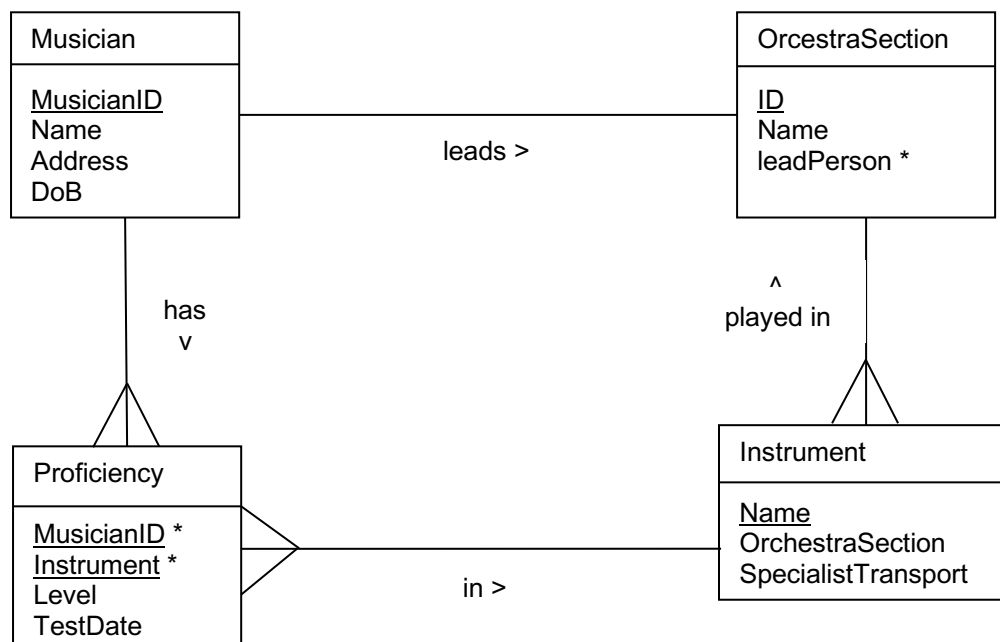 Musician
MusicianID
Name
Address
DoB
leads >
OrcestraSection
ID
Name
leadPerson *
has
v
^
played in
Proficiency
MusicianID *
Instrument *
Level
TestDate
in >
Instrument
Name
OrchestraSection
SpecialistTransport